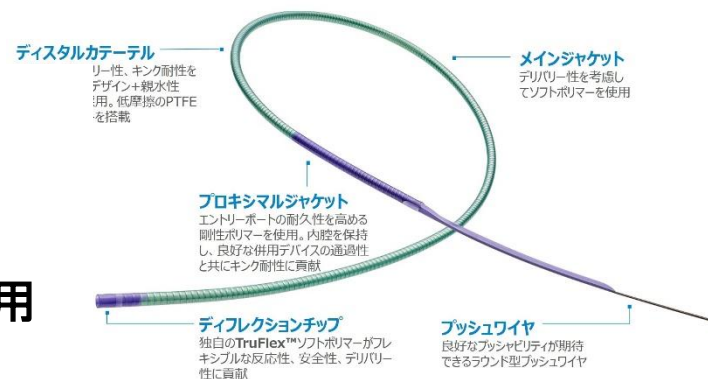 ディスタルカテーテル
リー性、キンク耐性を
デザイン+親水性
用。低摩擦のPTFE
を搭載
メインジャケット
デリバリー性を考慮し
てソフトポリマーを使用
プロキシマルジャケット
エントリーポートの耐久性を高める
剛性ポリマーを使用。内腔を保持
し、良好な併用デバイスの通過性
と共にキンク耐性に貢献
用
ディフレクションチップ
独自のTruFlex™ソフトポリマーがフレ
キシブルな反応性、安全性、デリバリー
性に貢献
プッシュワイヤ
良好なプッシャビリティが期待
できるラウンド型プッシュワイヤ